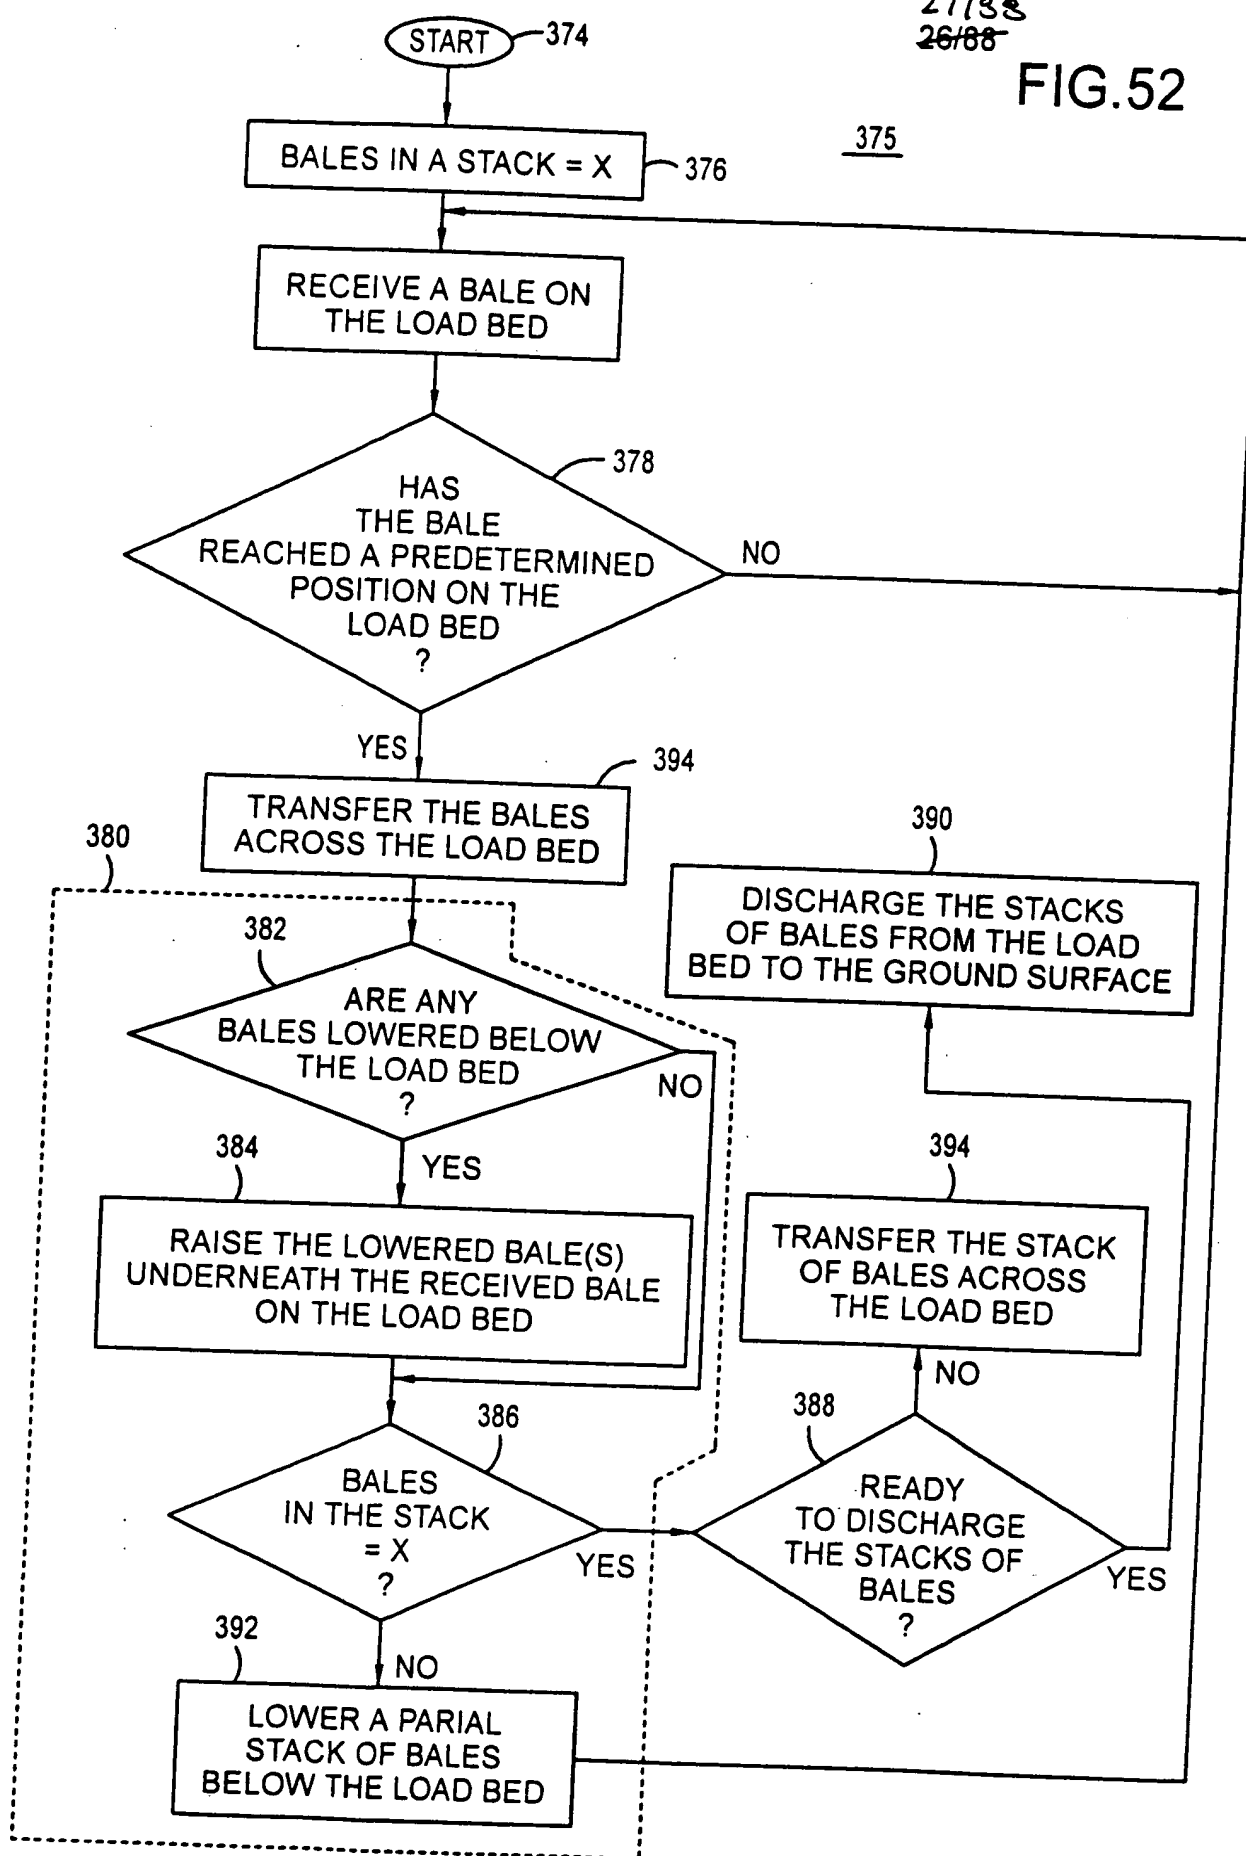 27/88
26/88
FIG.52
START
374
375
BALES IN A STACK = X
376
RECEIVE A BALE ON
THE LOAD BED
378
HAS
THE BALE
REACHED A PREDETERMINED
POSITION ON THE
LOAD BED
?
NO
YES
394
TRANSFER THE BALES
ACROSS THE LOAD BED
380
390
DISCHARGE THE STACKS
OF BALES FROM THE LOAD
BED TO THE GROUND SURFACE
382
ARE ANY
BALES LOWERED BELOW
THE LOAD BED
?
NO
YES
384
RAISE THE LOWERED BALE(S)
UNDERNEATH THE RECEIVED BALE
ON THE LOAD BED
394
TRANSFER THE STACK
OF BALES ACROSS
THE LOAD BED
NO
386
BALES
IN THE STACK
= X
?
YES
388
READY
TO DISCHARGE
THE STACKS OF
BALES
?
YES
392
NO
LOWER A PARIAL
STACK OF BALES
BELOW THE LOAD BED